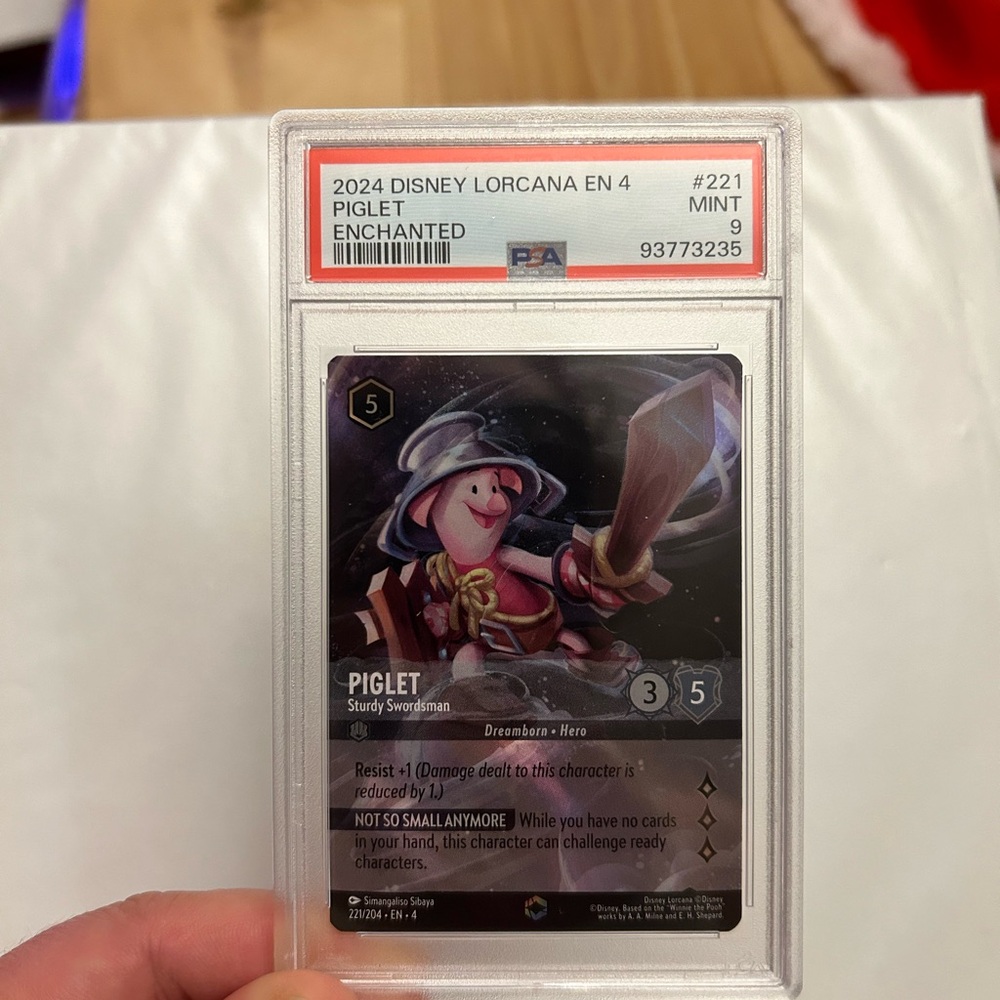 2024 DISNEY LORCANA EN 4 #221
PIGLET MINT
ENCHANTED 9
PSA 93773235
5
PIGLET
Sturdy Swordsman
3 5
Dreamborn • Hero
Resist +1 (Damage dealt to this character is
reduced by 1.)
NOT SO SMALL ANYMORE While you have no cards
in your hand, this character can challenge ready
characters.
Simangaliso Sibaya
221/204 • EN • 4
Disney Lorcana ©Disney
©Disney. Based on the "Winnie the Pooh"
works by A. A. Milne and E. H. Shepard.